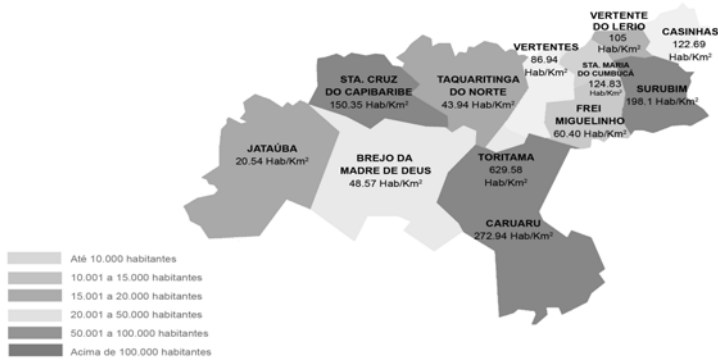 VERTENTE
DO LERIO
105
Hab/Km²
CASINHAS
122.69
Hab/Km²
VERTENTES
86.94
Hab/Km²
STA. MARIA
DO CUMBUCÁ
124.83
Hab/Km²
STA. CRUZ
DO CAPIBARIBE
150.35 Hab/Km²
TAQUARITINGA
DO NORTE
43.94 Hab/Km²
SURUBIM
198.1 Hab/Km²
FREI
MIGUELINHO
60.40 Hab/Km²
JATAÚBA
20.54 Hab/Km²
BREJO DA
MADRE DE DEUS
48.57 Hab/Km²
TORITAMA
629.58
Hab/Km²
CARUARU
272.94 Hab/Km²
Até 10.000 habitantes
10.001 a 15.000 habitantes
15.001 a 20.000 habitantes
20.001 a 50.000 habitantes
50.001 a 100.000 habitantes
Acima de 100.000 habitantes